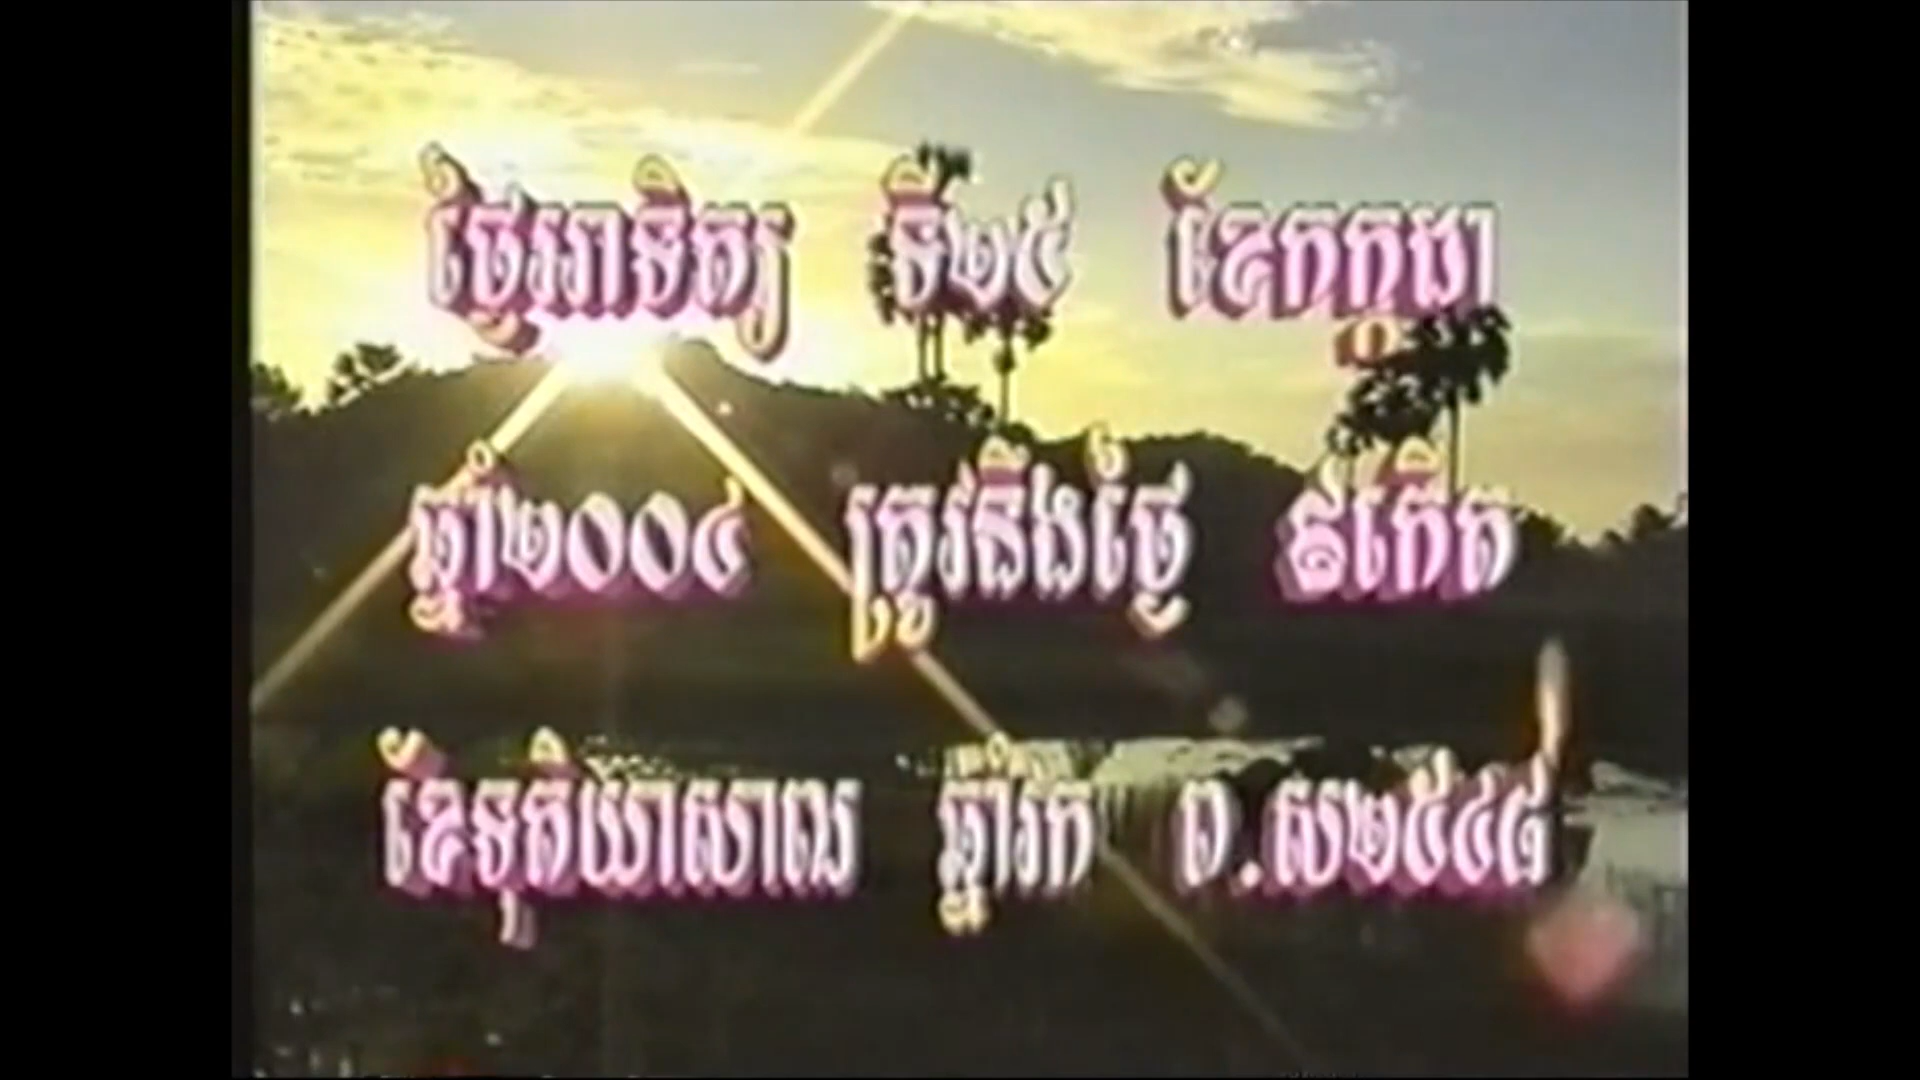 ថ្ងៃអាទិត្យ ទី២៥ ខែកក្កដា
ឆ្នាំ២០០៤ ត្រូវនឹងថ្ងៃ ៩កើត
ខែទុតិយាសាឍ ឆ្នាំវក ព.ស២៥៤៨